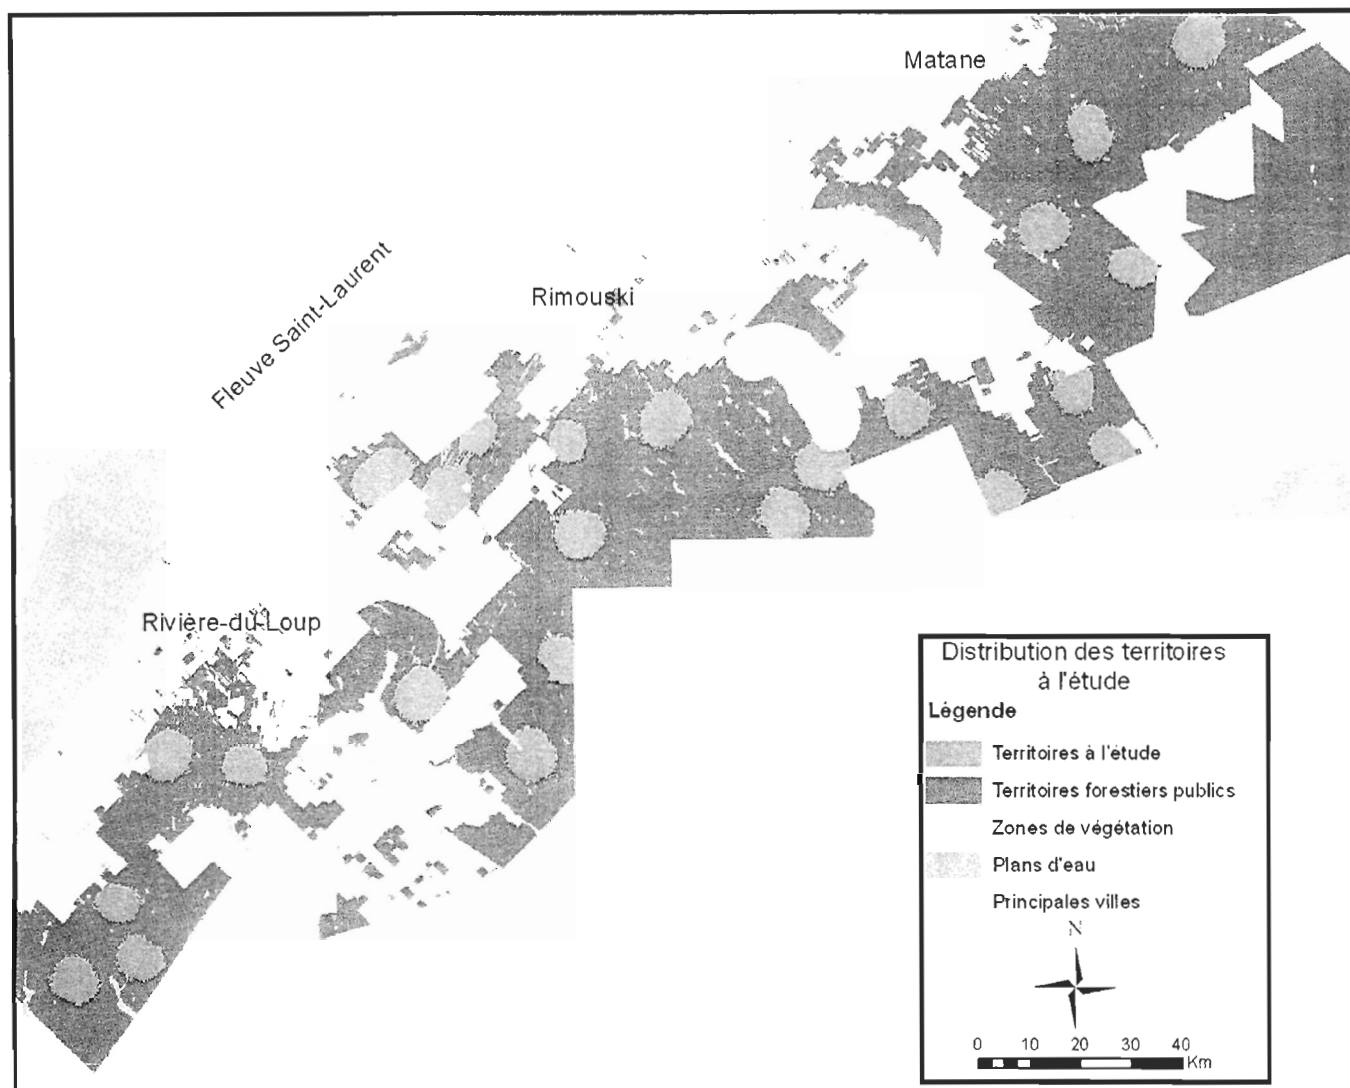 Matane
Fleuve Saint-Laurent
Rimouski
Rivière-du-Loup
Distribution des territoires
à l'étude
Légende
Territoires à l'étude
Territoires forestiers publics
Zones de végétation
Plans d'eau
Principales villes
N
0 10 20 30 40
Km